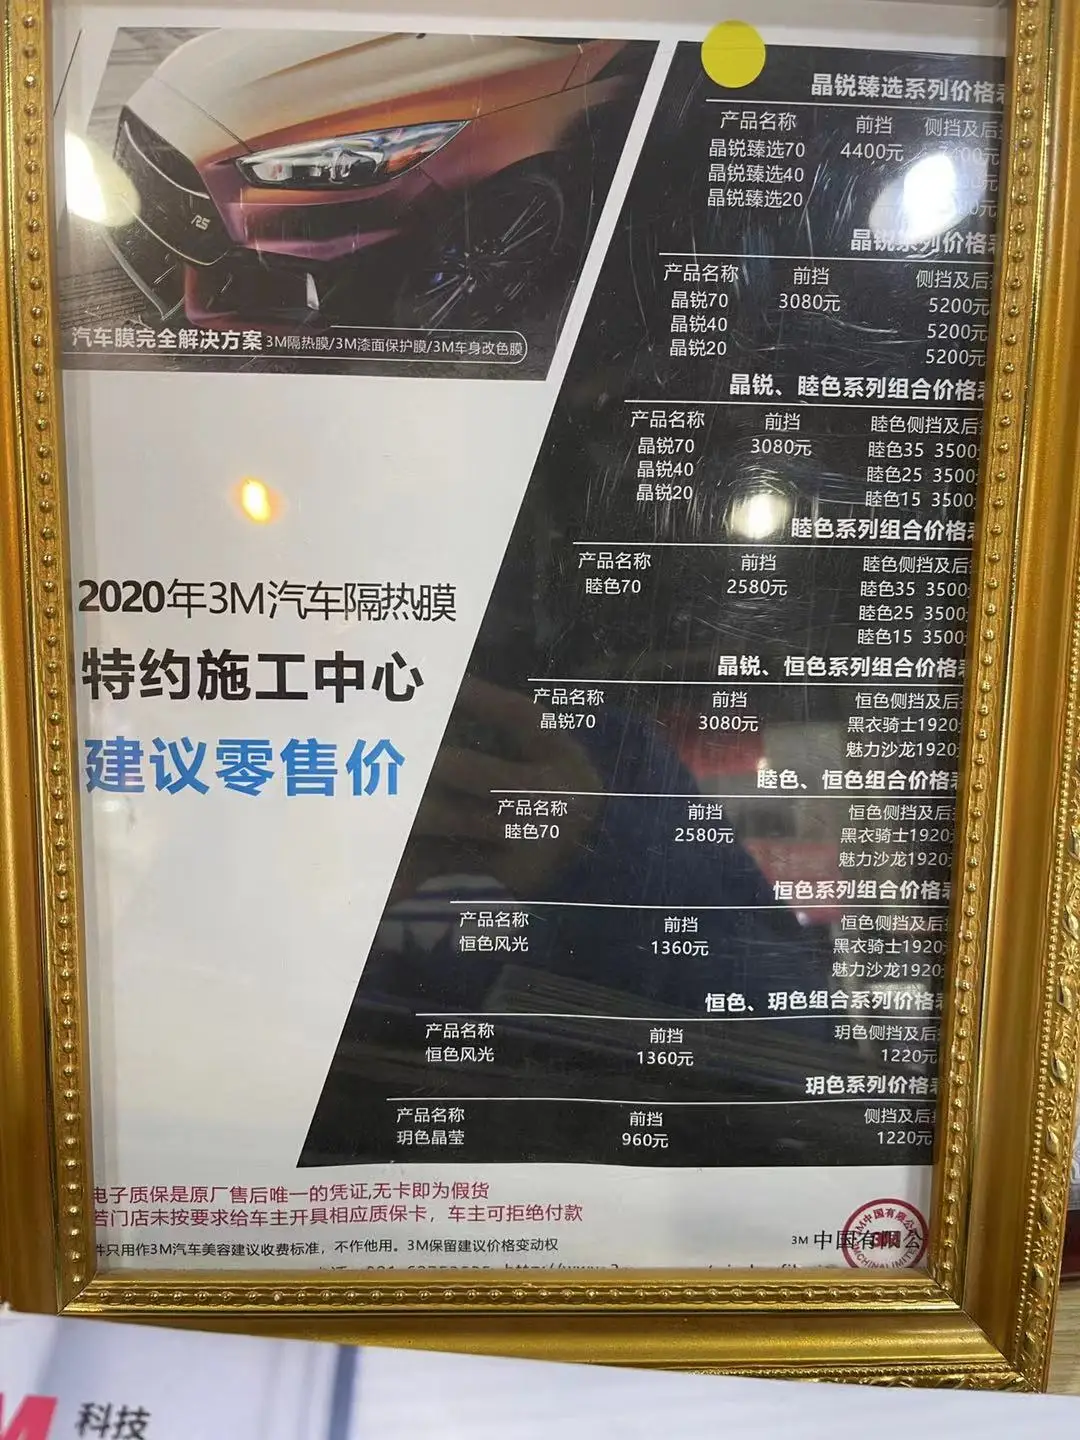 RS
汽车膜完全解决方案 3M隔热膜/3M漆面保护膜/3M车身改色膜
2020年3M汽车隔热膜
特约施工中心
建议零售价
晶锐臻选系列价格
产品名称 前挡 侧挡及后
晶锐臻选70 4400元
晶锐臻选40
晶锐臻选20
晶锐系列价格
产品名称 前挡 侧挡及后
晶锐70 3080元 5200元
晶锐40 5200元
晶锐20 5200元
晶锐、睦色系列组合价格
产品名称 前挡 睦色侧挡及后
晶锐70 3080元 睦色35 3500
晶锐40 睦色25 3500
晶锐20 睦色15 3500
睦色系列组合价格
产品名称 前挡 睦色侧挡及后
睦色70 2580元 睦色35 3500
睦色25 3500
睦色15 3500
晶锐、恒色系列组合价格
产品名称 前挡 恒色侧挡及后
晶锐70 3080元 黑衣骑士1920
魅力沙龙1920
睦色、恒色组合价格
产品名称 前挡 恒色侧挡及后
睦色70 2580元 黑衣骑士1920
魅力沙龙1920
恒色系列组合价格
产品名称 前挡 恒色侧挡及后
恒色风光 1360元 黑衣骑士1920
魅力沙龙1920
恒色、玥色组合系列价格
产品名称 前挡 玥色侧挡及后
恒色风光 1360元 1220元
玥色系列价格
产品名称 前挡 侧挡及后
玥色晶莹 960元 1220元
电子质保是原厂售后唯一的凭证,无卡即为假货
若门店未按要求给车主开具相应质保卡，车主可拒绝付款
件只用作3M汽车美容建议收费标准，不作他用。3M保留建议价格变动权
3M 中国有限公
科技